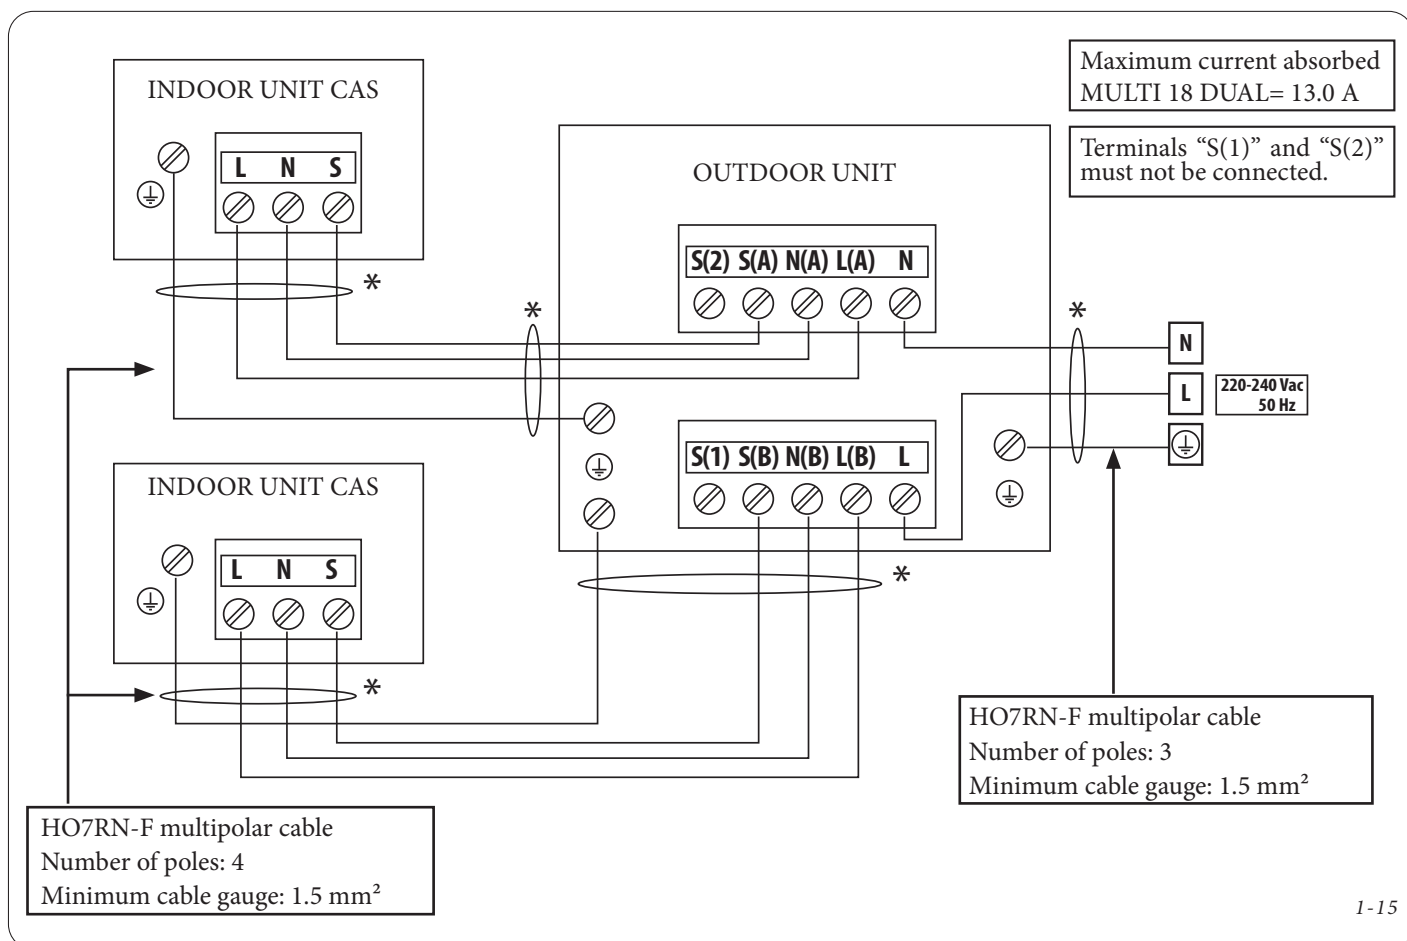 Maximum current absorbed
MULTI 18 DUAL= 13.0 A
Terminals “S(1)” and “S(2)”
must not be connected.
INDOOR UNIT CAS
L N S
*
OUTDOOR UNIT
S(2) S(A) N(A) L(A) N
*
*
N
L
220-240 Vac
50 Hz
S(1) S(B) N(B) L(B) L
*
INDOOR UNIT CAS
L N S
*
HO7RN-F multipolar cable
Number of poles: 3
Minimum cable gauge: 1.5 mm²
HO7RN-F multipolar cable
Number of poles: 4
Minimum cable gauge: 1.5 mm²
1-15